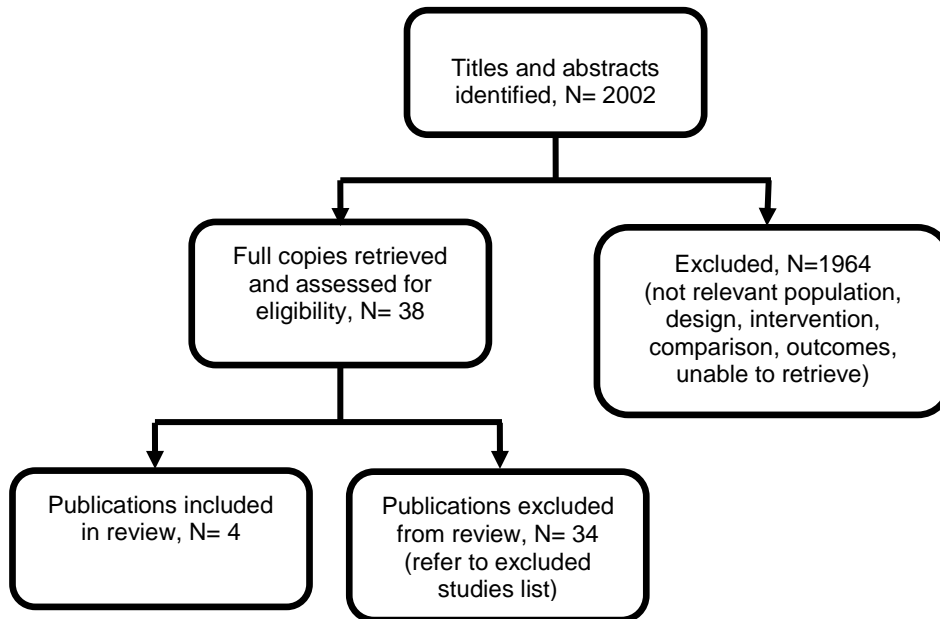 Titles and abstracts
identified, N= 2002
Full copies retrieved
and assessed for
eligibility, N= 38
Excluded, N=1964
(not relevant population,
design, intervention,
comparison, outcomes,
unable to retrieve)
Publications included
in review, N= 4
Publications excluded
from review, N= 34
(refer to excluded
studies list)